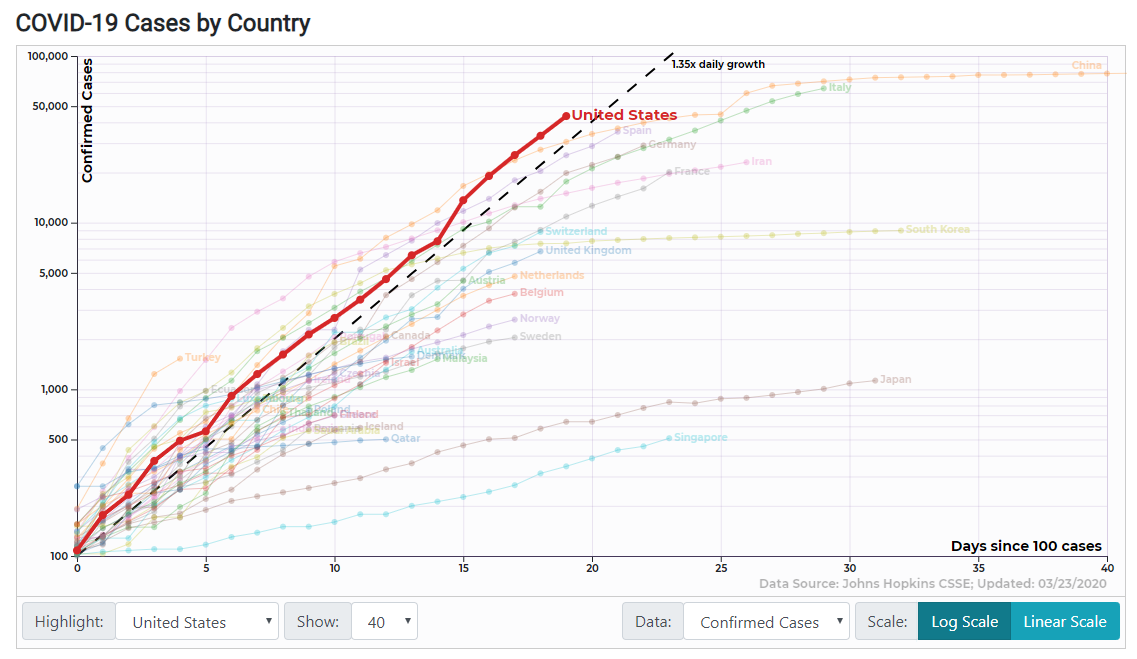 COVID-19 Cases by Country
100,000
50,000
10,000
5,000
1,000
500
100
Confirmed Cases
1.35x daily growth
China
Italy
United States
Spain
Germany
Iran
France
South Korea
Switzerland
United Kingdom
Netherlands
Austria
Belgium
Norway
Sweden
Canada
Australia
Denmark
Malaysia
Israel
Turkey
Japan
Poland
Finland
Iceland
Qatar
Singapore
Days since 100 cases
0 5 10 15 20 25 30 35 40
Data Source: Johns Hopkins CSSE; Updated: 03/23/2020
Highlight: United States Show: 40 Data: Confirmed Cases Scale: Log Scale Linear Scale